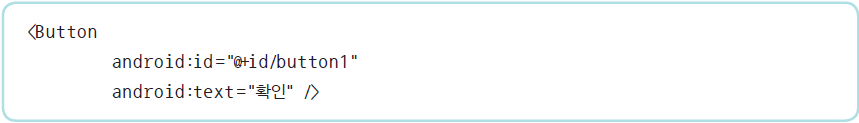 <Button
android:id="@+id/button1"
android:text="확인" />